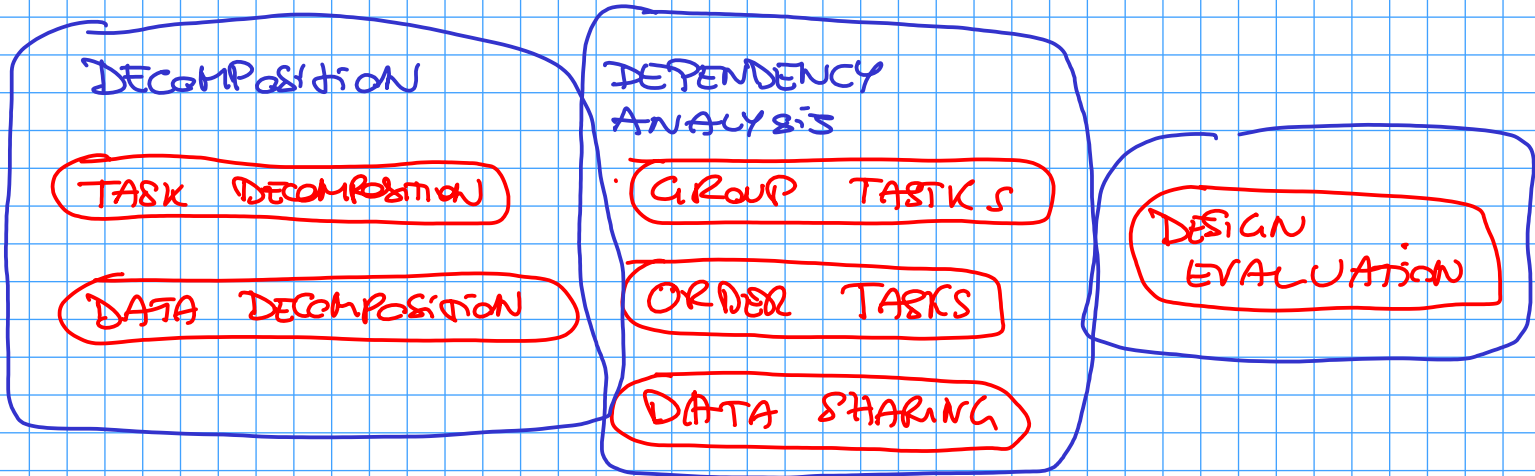 DECOMPOSITION
TASK DECOMPOSITION
DATA DECOMPOSITION
DEPENDENCY
ANALYSIS
GROUP TASKS
ORDER TASKS
DATA SHARING
DESIGN
EVALUATION